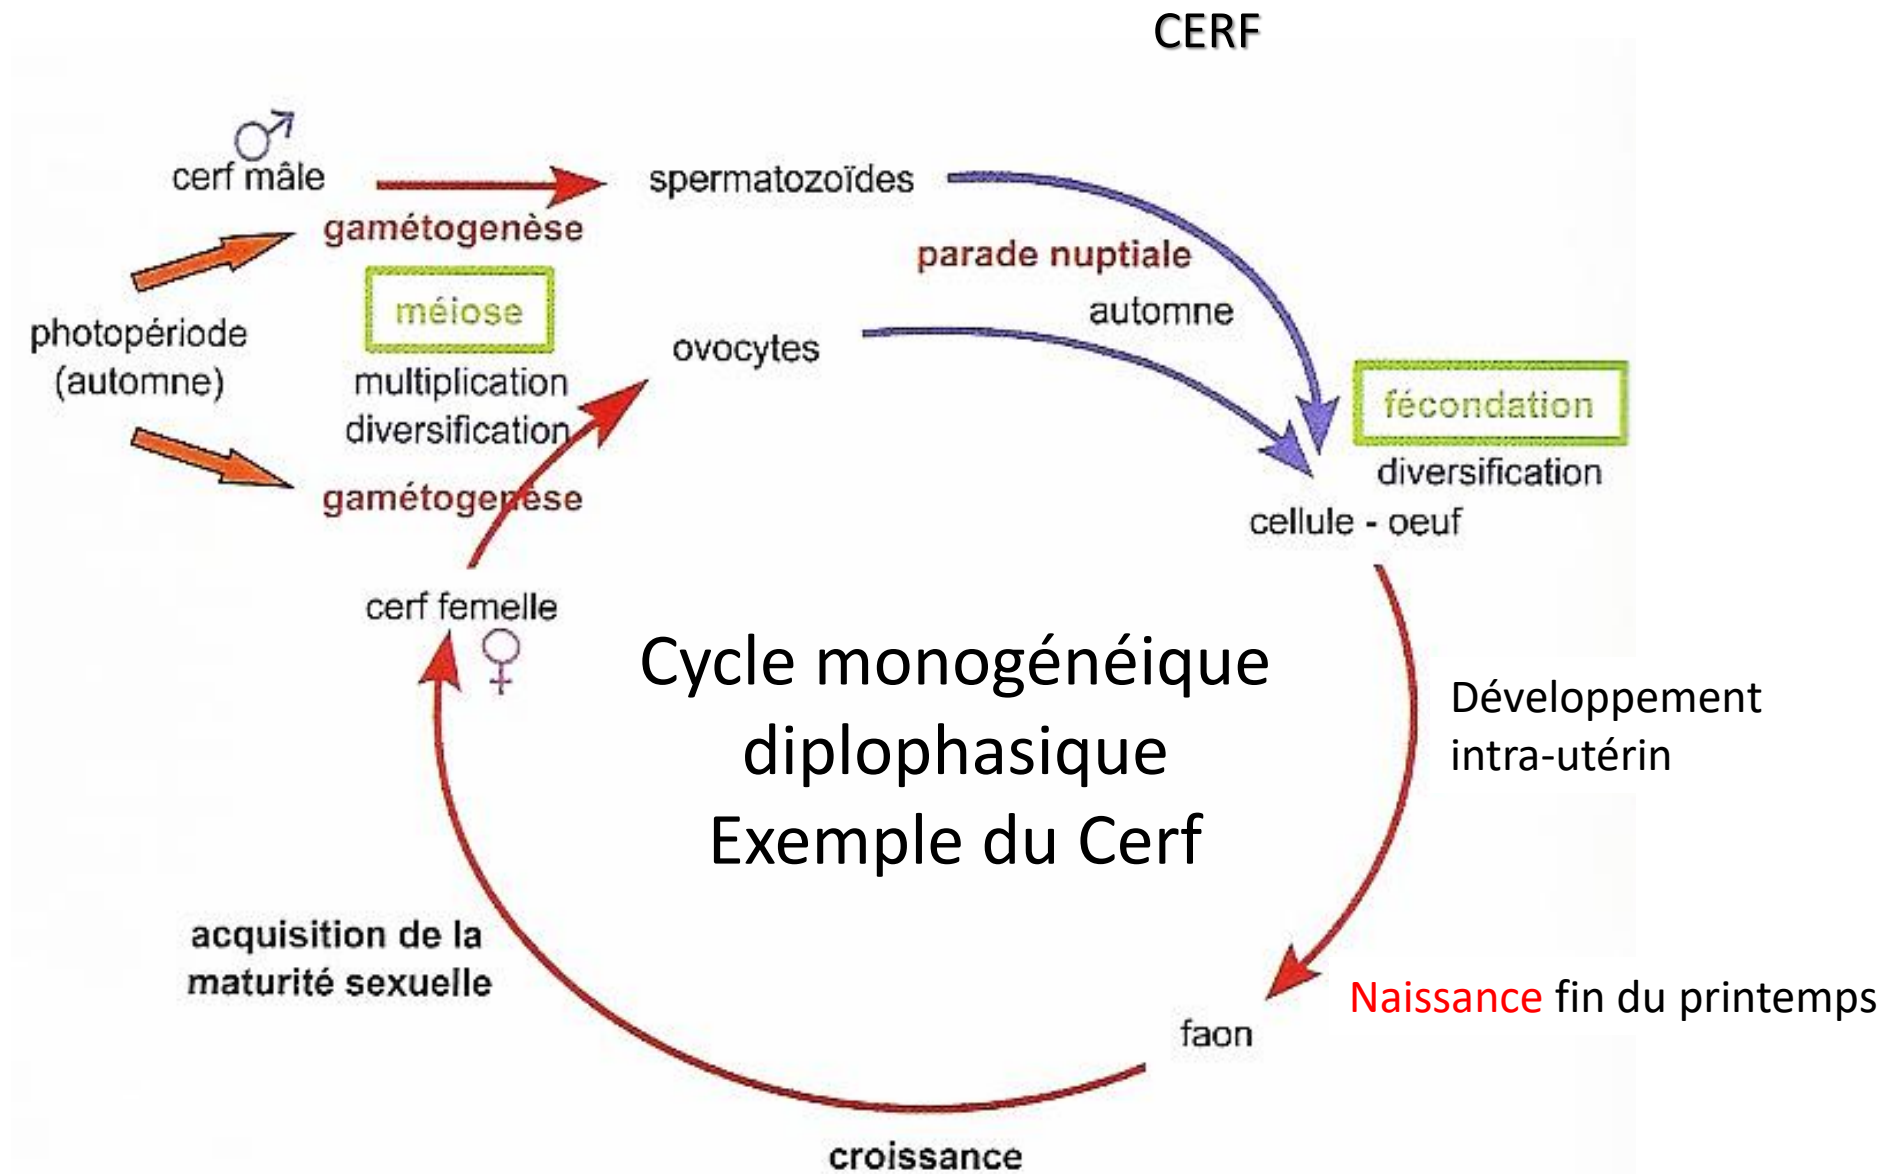 CERF
cerf mâle
spermatozoïdes
gamétogenèse
parade nuptiale
automne
méiose
photopériode
(automne)
ovocytes
multiplication
diversification
fécondation
diversification
gamétogenèse
cellule - oeuf
cerf femelle
Cycle monogénéique
diplophasique
Exemple du Cerf
Développement
intra-utérin
acquisition de la
maturité sexuelle
Naissance fin du printemps
faon
croissance